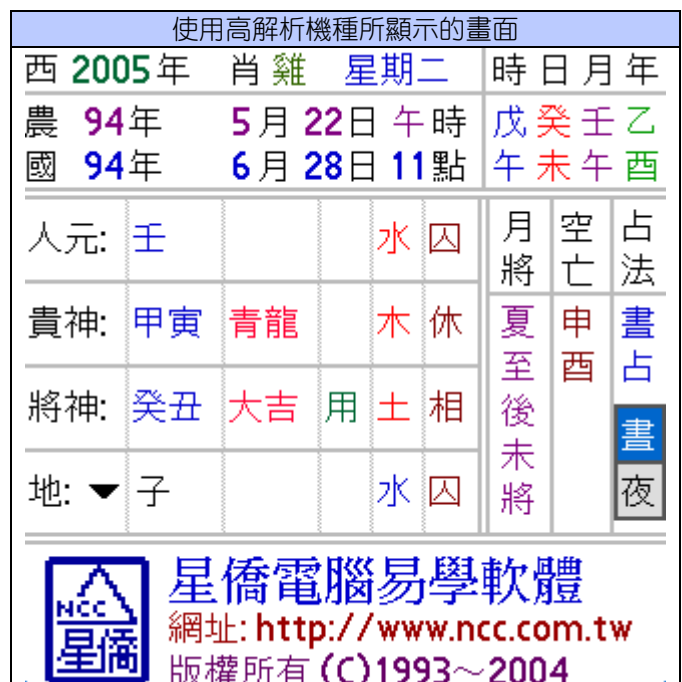 使用高解析機種所顯示的畫面
酉 2005年 肖雞 星期二 時日月年
農 94年 5月22日 午時 戊癸壬乙
國 94年 6月28日 11點 午未午酉
人元: 壬 水 囚
貴神: 甲寅 青龍 木 休
將神: 癸丑 大吉 用 土 相
地: ▼ 子 水 囚
月將 空亡 占法
夏至後未將 申酉 晝占
晝
夜
NCC
星僑
星僑電腦易學軟體
網址: http://www.ncc.com.tw
版權所有 (C)1993～2004